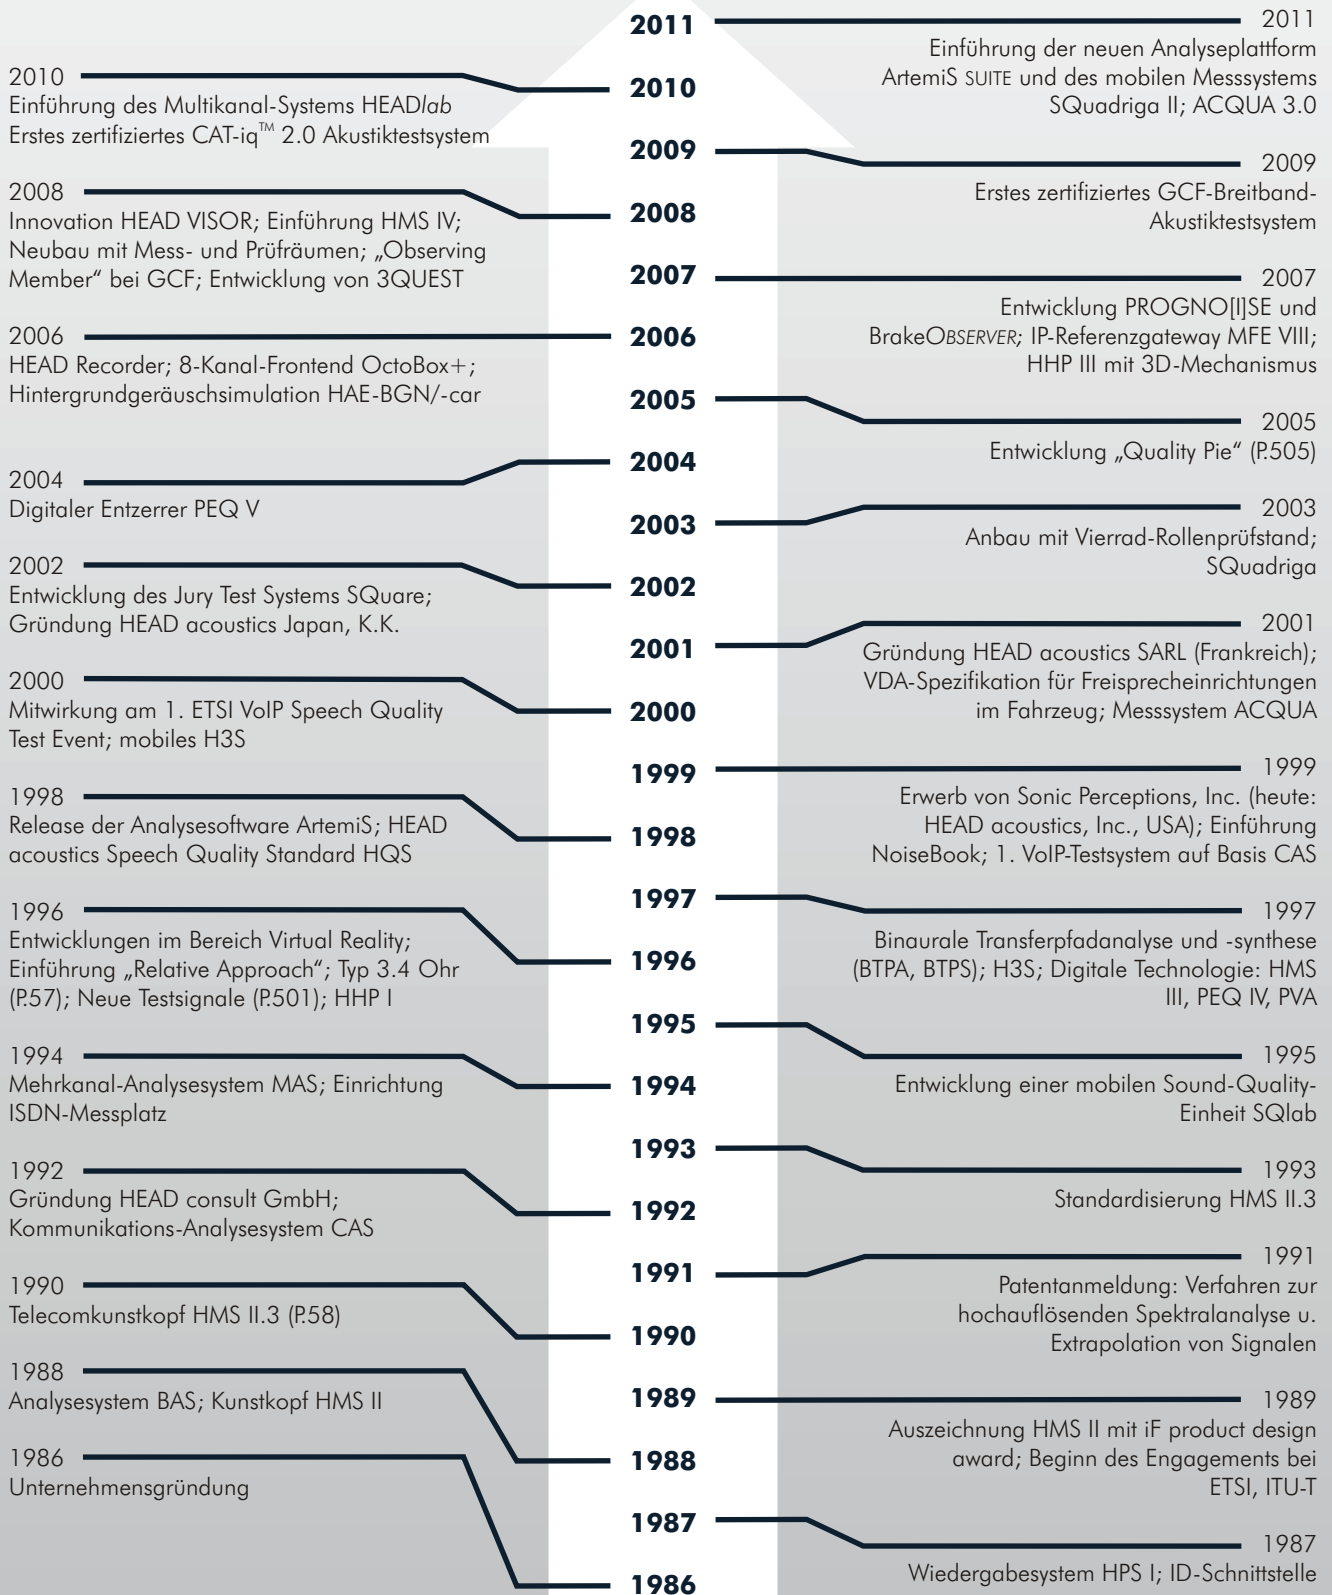 2010
Einführung des Multikanal-Systems HEADlab
Erstes zertifiziertes CAT-iq™ 2.0 Akustiktestsystem
2008
Innovation HEAD VISOR; Einführung HMS IV;
Neubau mit Mess- und Prüfräumen; „Observing
Member“ bei GCF; Entwicklung von 3QUEST
2006
HEAD Recorder; 8-Kanal-Frontend OctoBox+;
Hintergrundgeräuschsimulation HAE-BGN/-car
2004
Digitaler Entzerrer PEQ V
2002
Entwicklung des Jury Test Systems SQuare;
Gründung HEAD acoustics Japan, K.K.
2000
Mitwirkung am 1. ETSI VoIP Speech Quality
Test Event; mobiles H3S
1998
Release der Analysesoftware ArtemiS; HEAD
acoustics Speech Quality Standard HQS
1996
Entwicklungen im Bereich Virtual Reality;
Einführung „Relative Approach“; Typ 3.4 Ohr
(P.57); Neue Testsignale (P.501); HHP I
1994
Mehrkanal-Analysesystem MAS; Einrichtung
ISDN-Messplatz
1992
Gründung HEAD consult GmbH;
Kommunikations-Analysesystem CAS
1990
Telecomkunstkopf HMS II.3 (P.58)
1988
Analysesystem BAS; Kunstkopf HMS II
1986
Unternehmensgründung
2011
2010
2009
2008
2007
2006
2005
2004
2003
2002
2001
2000
1999
1998
1997
1996
1995
1994
1993
1992
1991
1990
1989
1988
1987
1986
2011
Einführung der neuen Analyseplattform
ArtemiS SUITE und des mobilen Messsystems
SQuadriga II; ACQUA 3.0
2009
Erstes zertifiziertes GCF-Breitband-
Akustiktestsystem
2007
Entwicklung PROGNO[I]SE und
BrakeOBSERVER; IP-Referenzgateway MFE VIII;
HHP III mit 3D-Mechanismus
2005
Entwicklung „Quality Pie“ (P.505)
2003
Anbau mit Vierrad-Rollenprüfstand;
SQuadriga
2001
Gründung HEAD acoustics SARL (Frankreich);
VDA-Spezifikation für Freisprecheinrichtungen
im Fahrzeug; Messsystem ACQUA
1999
Erwerb von Sonic Perceptions, Inc. (heute:
HEAD acoustics, Inc., USA); Einführung
NoiseBook; 1. VoIP-Testsystem auf Basis CAS
1997
Binaurale Transferpfadanalyse und -synthese
(BTPA, BTPS); H3S; Digitale Technologie: HMS
III, PEQ IV, PVA
1995
Entwicklung einer mobilen Sound-Quality-
Einheit SQlab
1993
Standardisierung HMS II.3
1991
Patentanmeldung: Verfahren zur
hochauflösenden Spektralanalyse u.
Extrapolation von Signalen
1989
Auszeichnung HMS II mit iF product design
award; Beginn des Engagements bei
ETSI, ITU-T
1987
Wiedergabesystem HPS I; ID-Schnittstelle